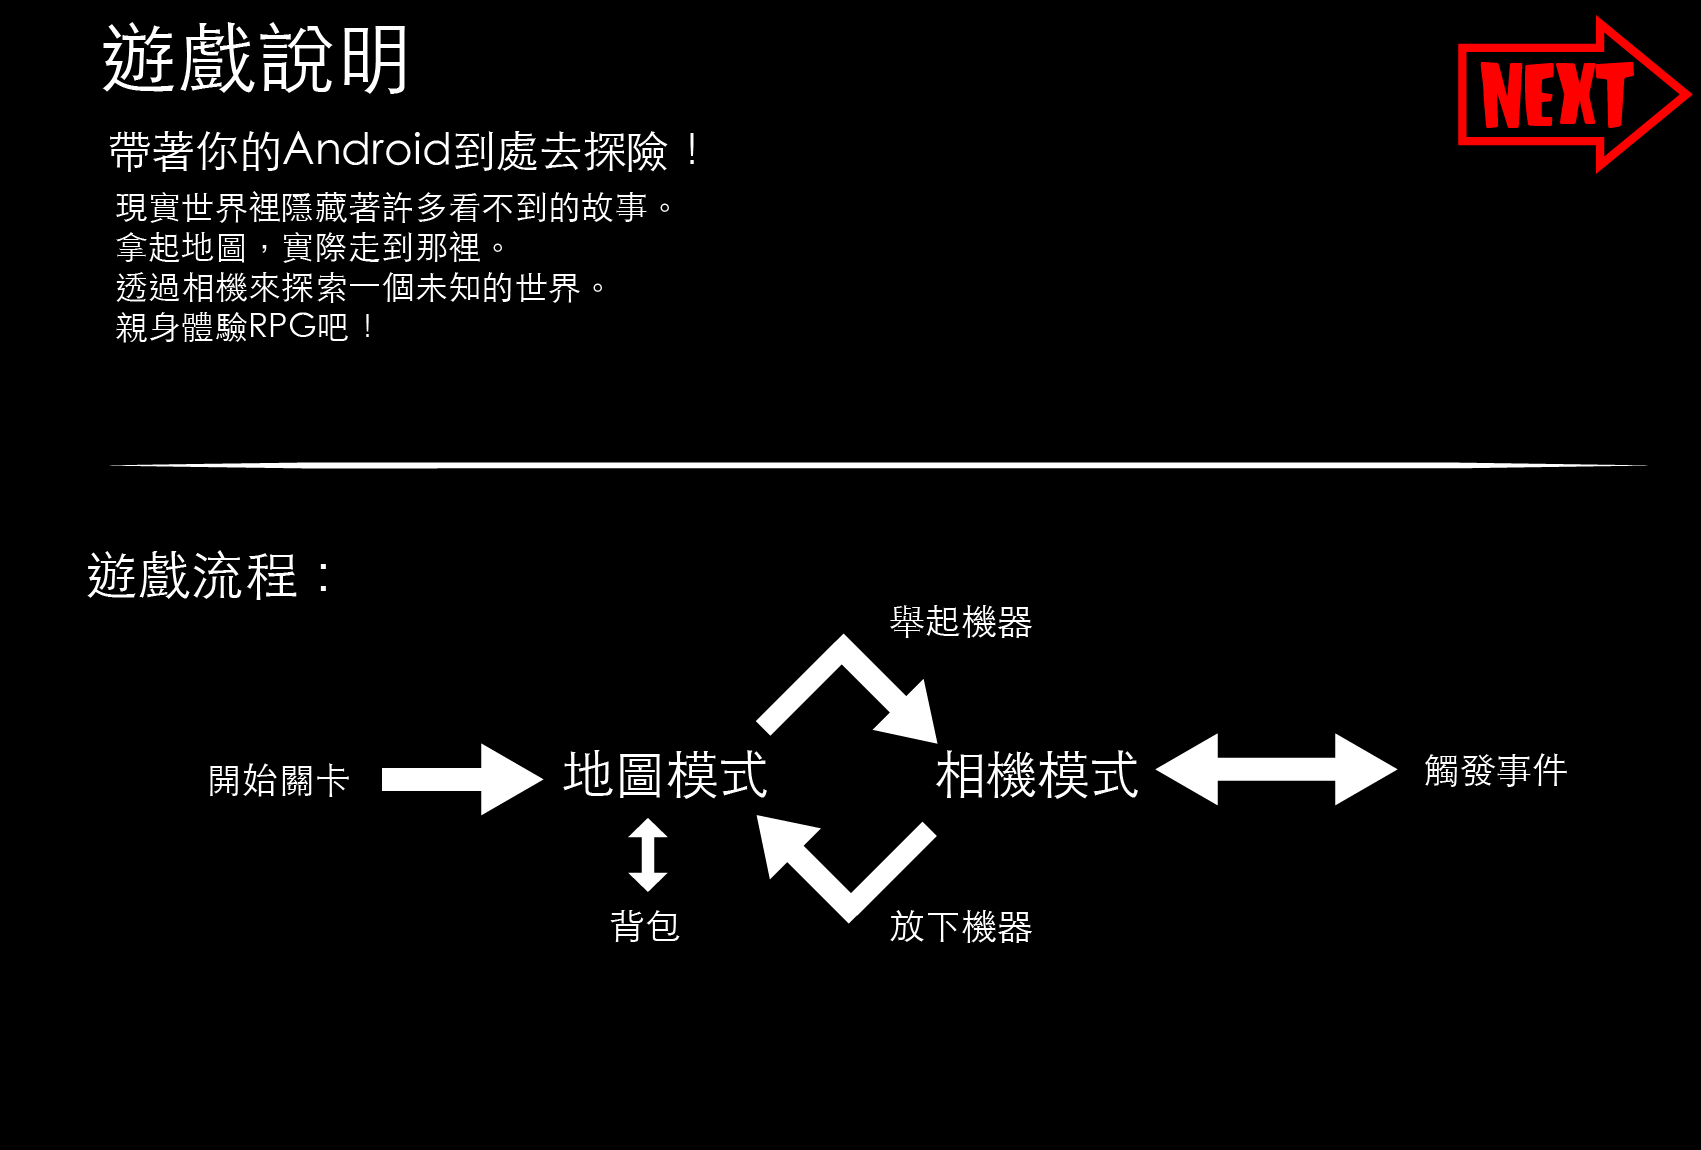 遊戲說明
NEXT
帶著你的Android到處去探險！
現實世界裡隱藏著許多看不到的故事。
拿起地圖，實際走到那裡。
透過相機來探索一個未知的世界。
親身體驗RPG吧！
遊戲流程：
舉起機器
開始關卡
地圖模式
相機模式
觸發事件
背包
放下機器